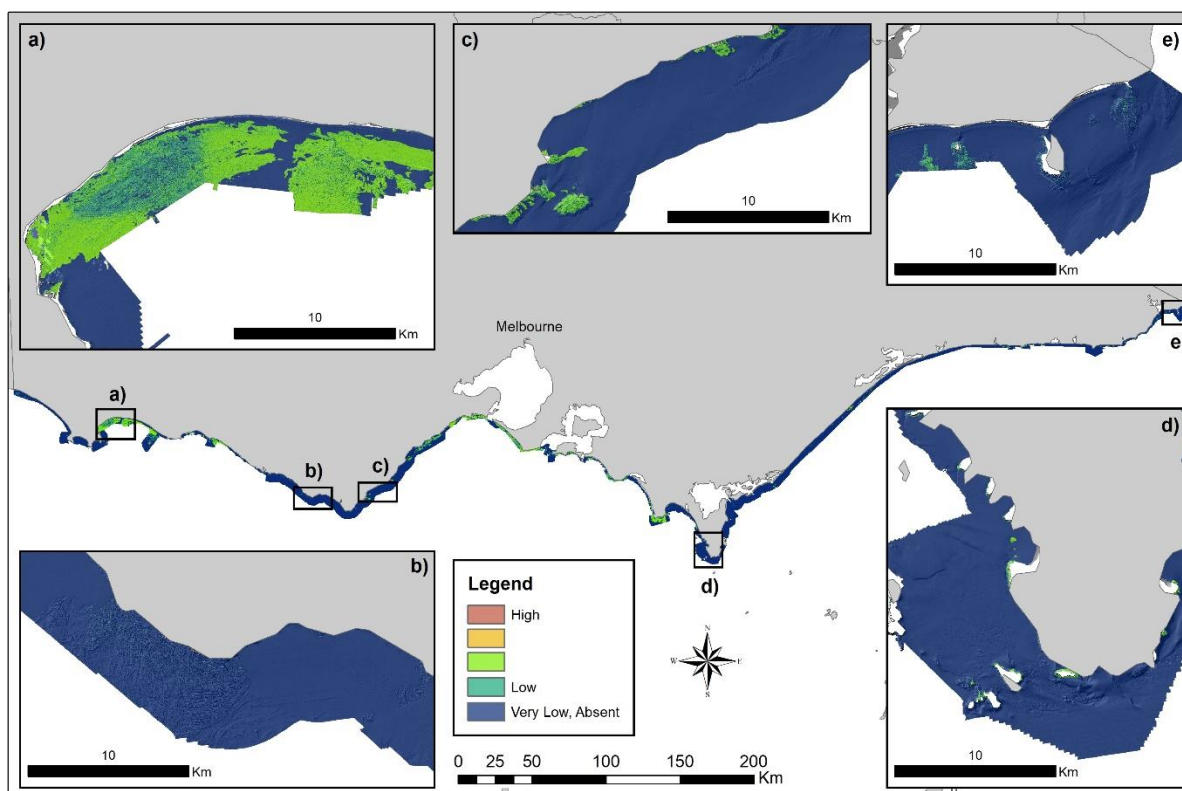 a)
10
Km
c)
10
Km
e)
10
Km
Melbourne
a)
b)
c)
d)
e
b)
10
Km
Legend
High
Low
Very Low, Absent
N
W
E
S
0 25 50 100 150 200
Km
d)
10
Km